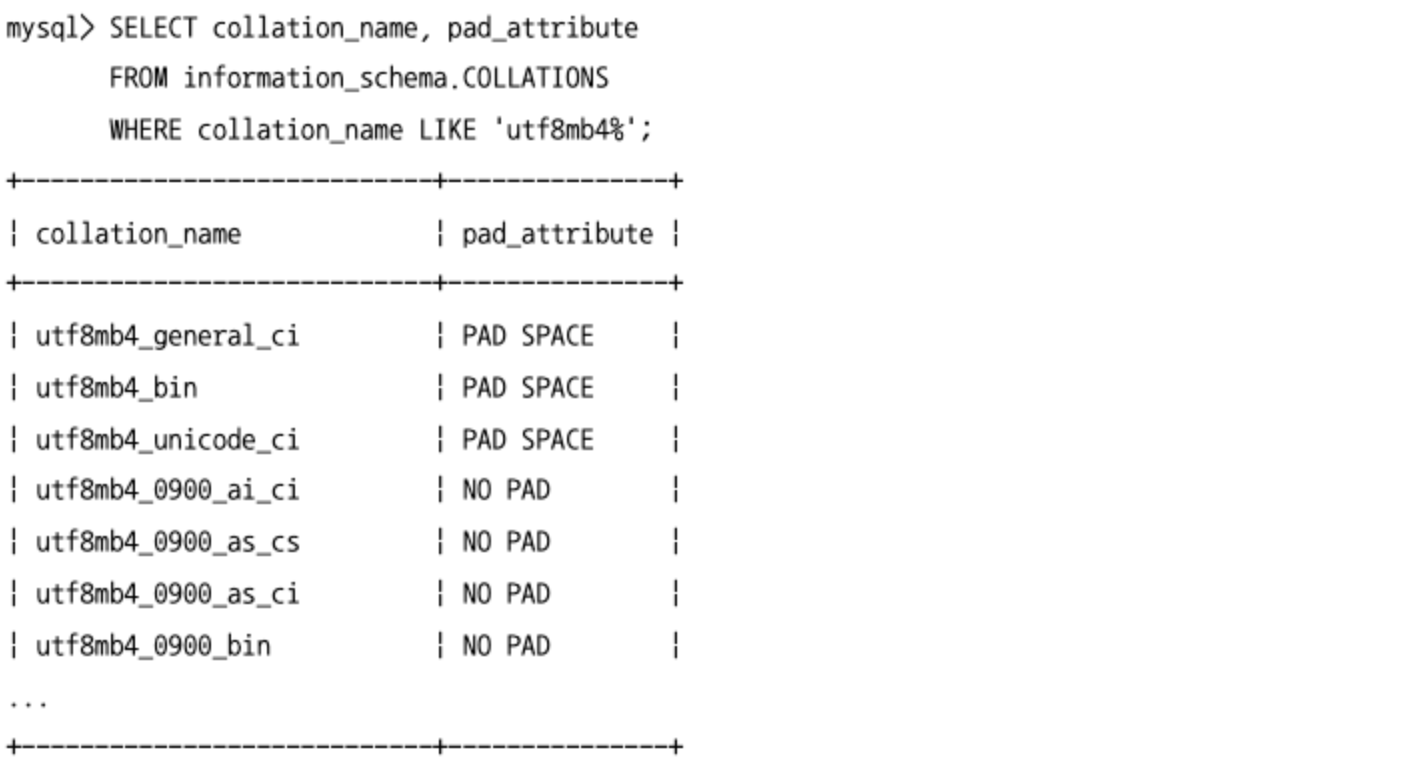 mysql> SELECT collation_name, pad_attribute
       FROM information_schema.COLLATIONS
       WHERE collation_name LIKE 'utf8mb4%';
+----------------------------+---------------+
¦ collation_name             ¦ pad_attribute ¦
+----------------------------+---------------+
¦ utf8mb4_general_ci         ¦ PAD SPACE     ¦
¦ utf8mb4_bin                ¦ PAD SPACE     ¦
¦ utf8mb4_unicode_ci         ¦ PAD SPACE     ¦
¦ utf8mb4_0900_ai_ci         ¦ NO PAD        ¦
¦ utf8mb4_0900_as_cs         ¦ NO PAD        ¦
¦ utf8mb4_0900_as_ci         ¦ NO PAD        ¦
¦ utf8mb4_0900_bin           ¦ NO PAD        ¦
...
+----------------------------+---------------+